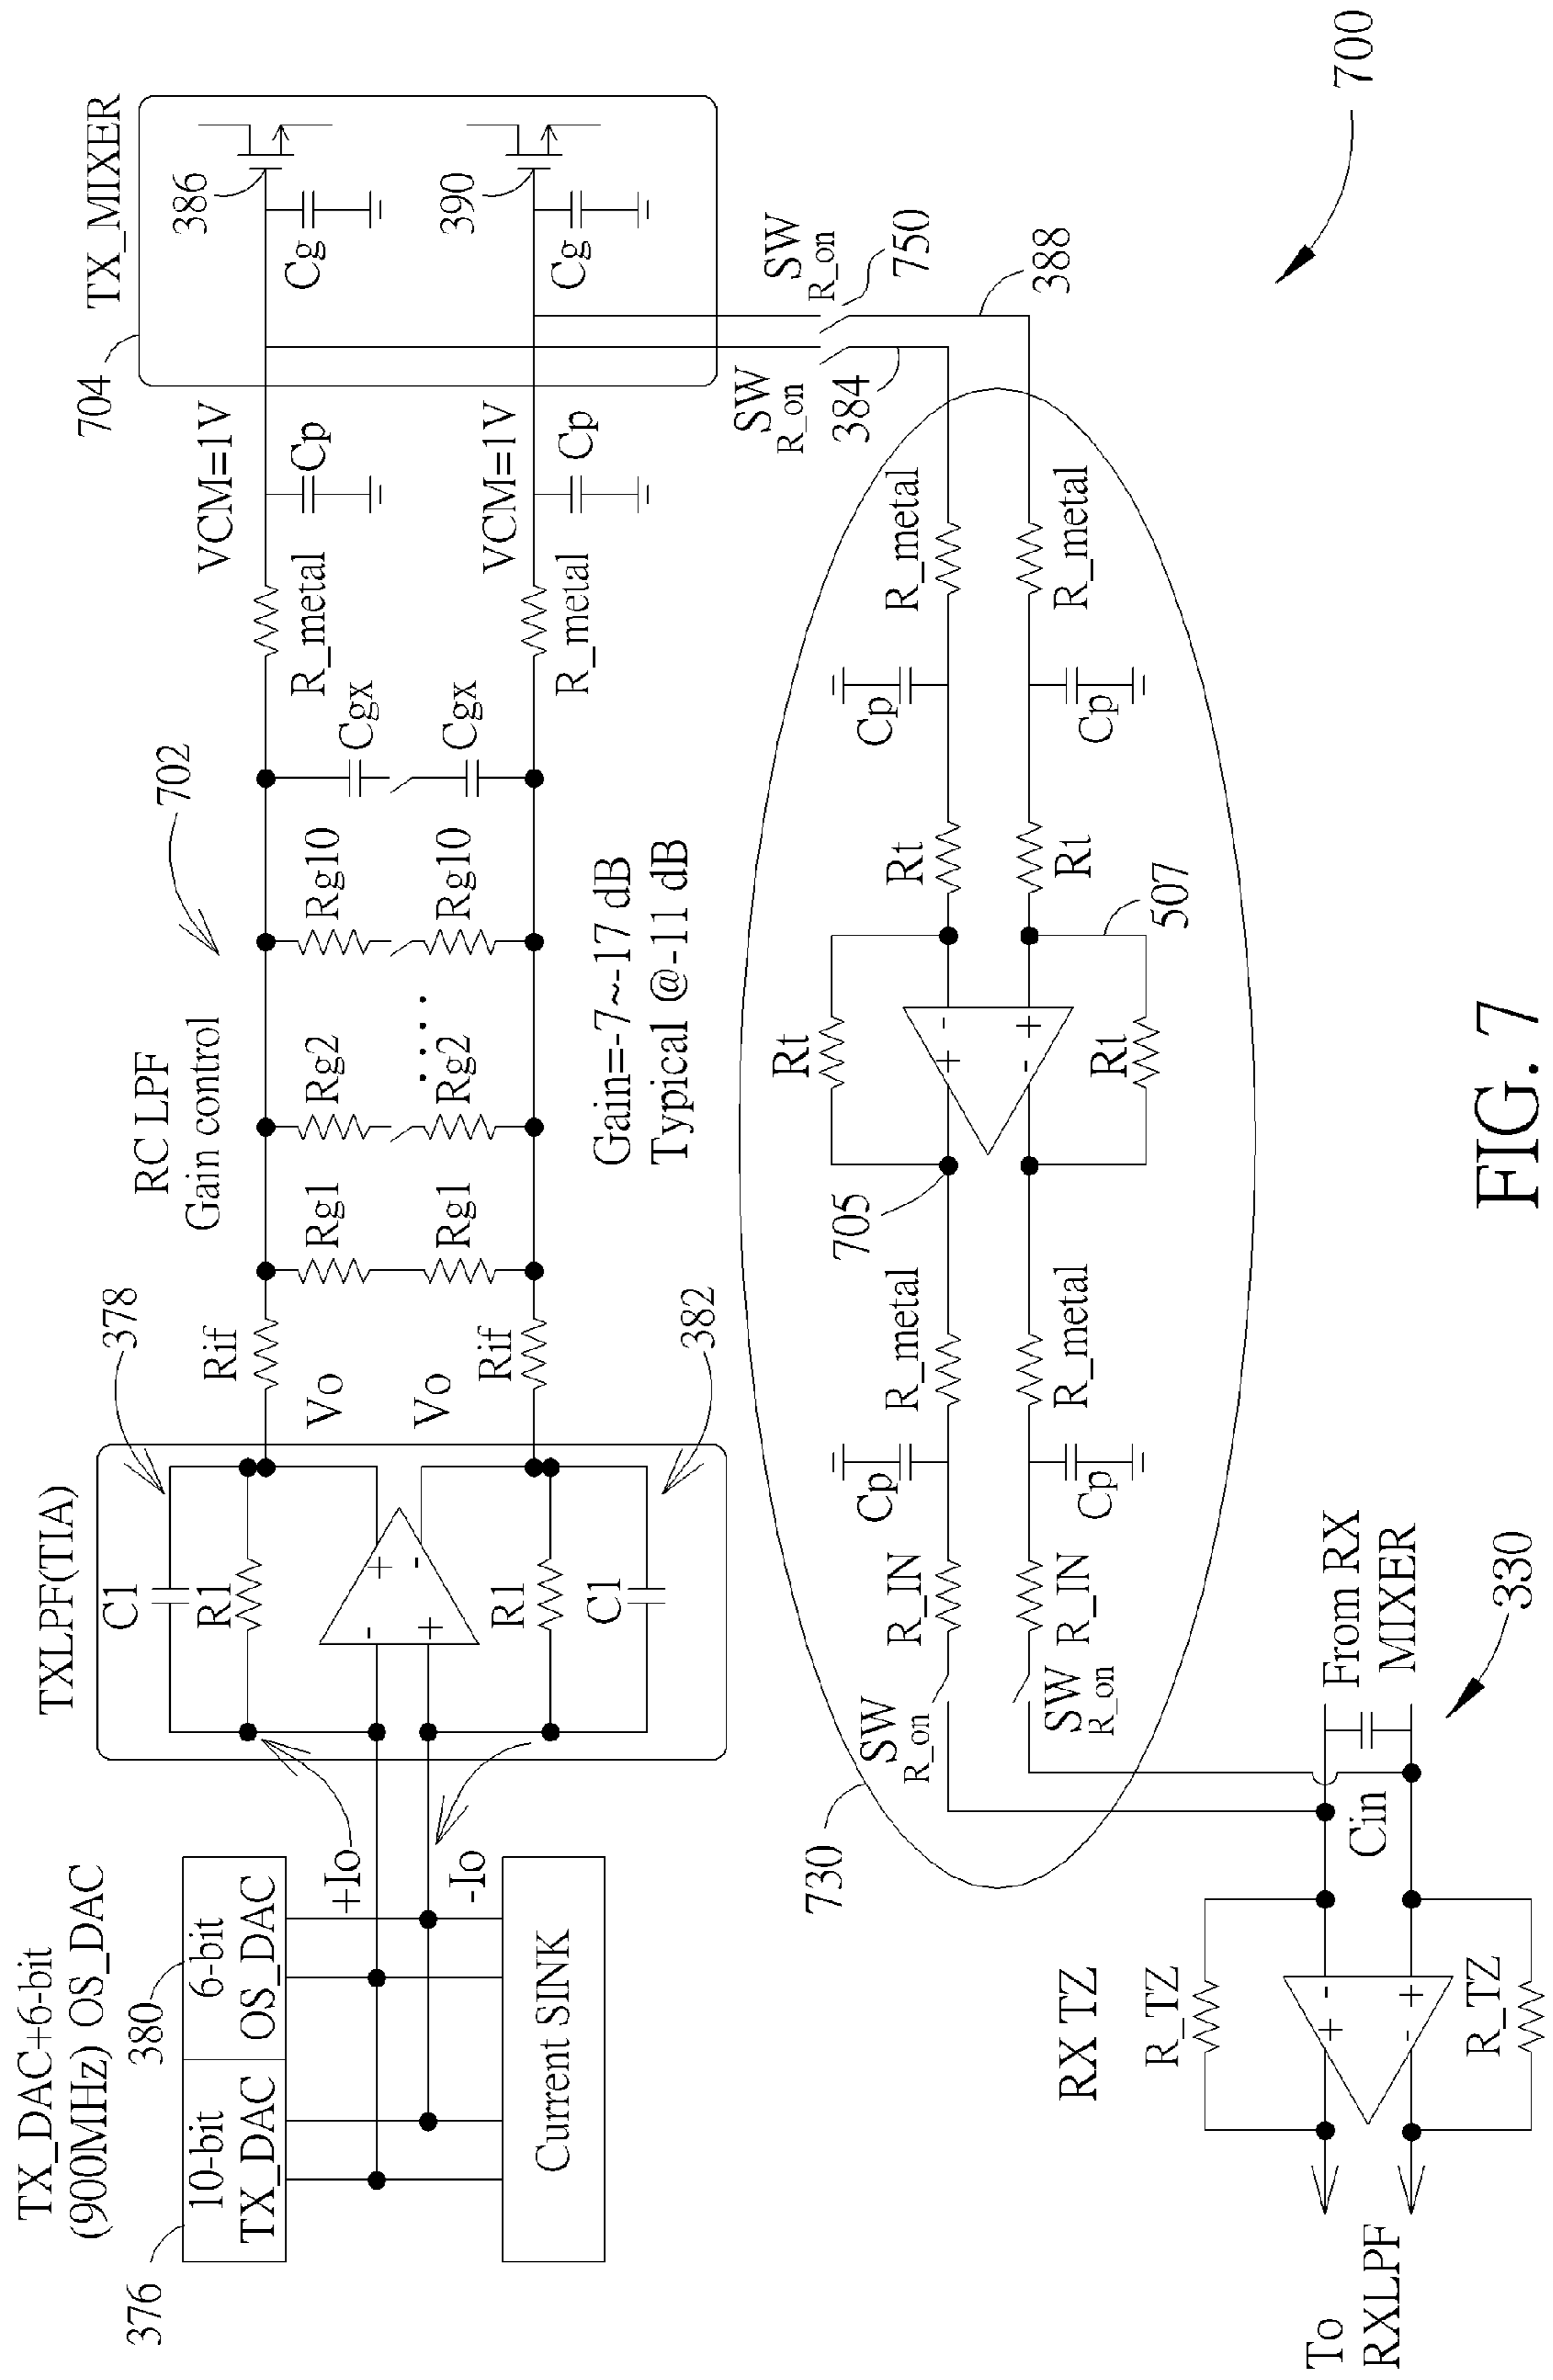 TX_DAC+6-bit
(900MHz) OS_DAC
376
380
10-bit
TX_DAC
6-bit
OS_DAC
Current SINK
+Io
-Io
TXLPF(TIA)
C1
R1
-
+
+
-
R1
C1
378
382
Rif
Vo
Vo
Rif
RC LPF
Gain control
702
Rg1
Rg1
Rg2
Rg2
Rg10
Rg10
Cgx
Cgx
Gain=-7~-17 dB
Typical @-11 dB
R_metal
R_metal
VCM=1V
Cp
VCM=1V
Cp
704
TX_MIXER
386
Cg
390
Cg
SW
R_on
SW
R_on
750
384
388
730
SW
R_on
SW
R_on
R_IN
R_IN
Cp
Cp
R_metal
R_metal
705
Rt
+
-
-
+
Rt
507
Rt
Rt
Cp
Cp
R_metal
R_metal
RX TZ
R_TZ
+
-
-
+
R_TZ
To
RXLPF
Cin
From RX
MIXER
330
700
FIG. 7